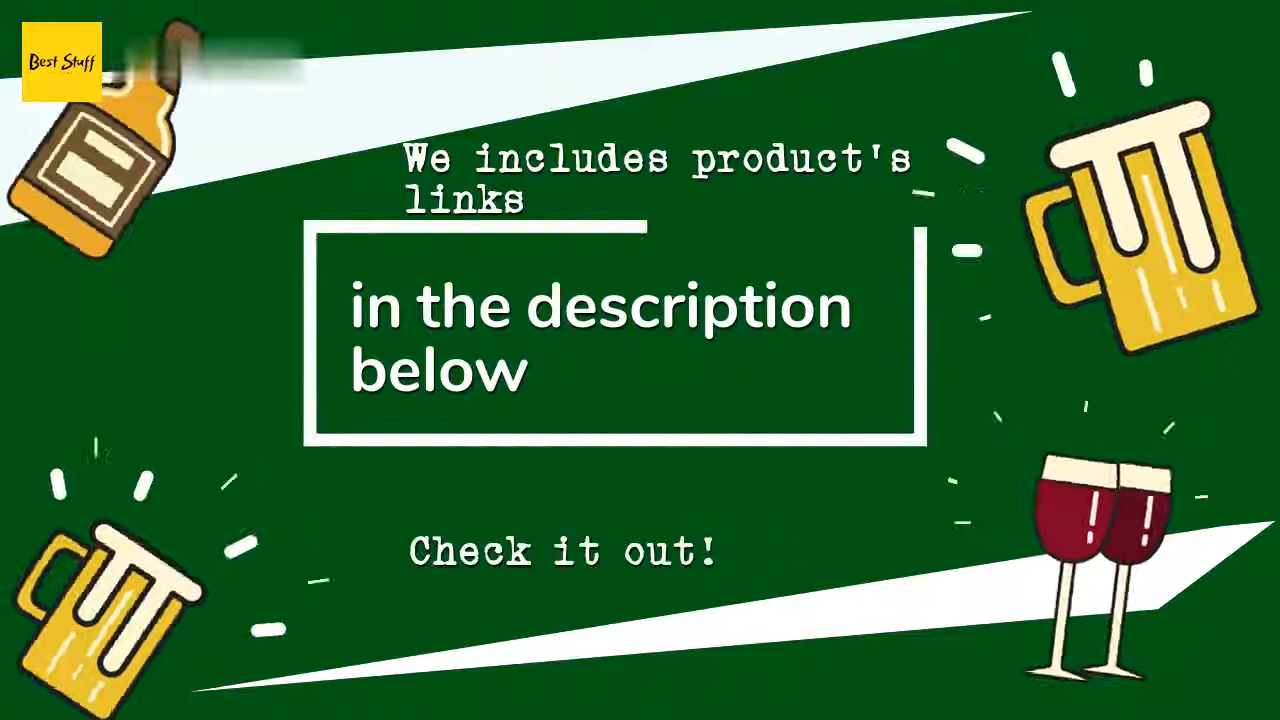 Best Stuff
We includes product's
links
in the description
below
Check it out!